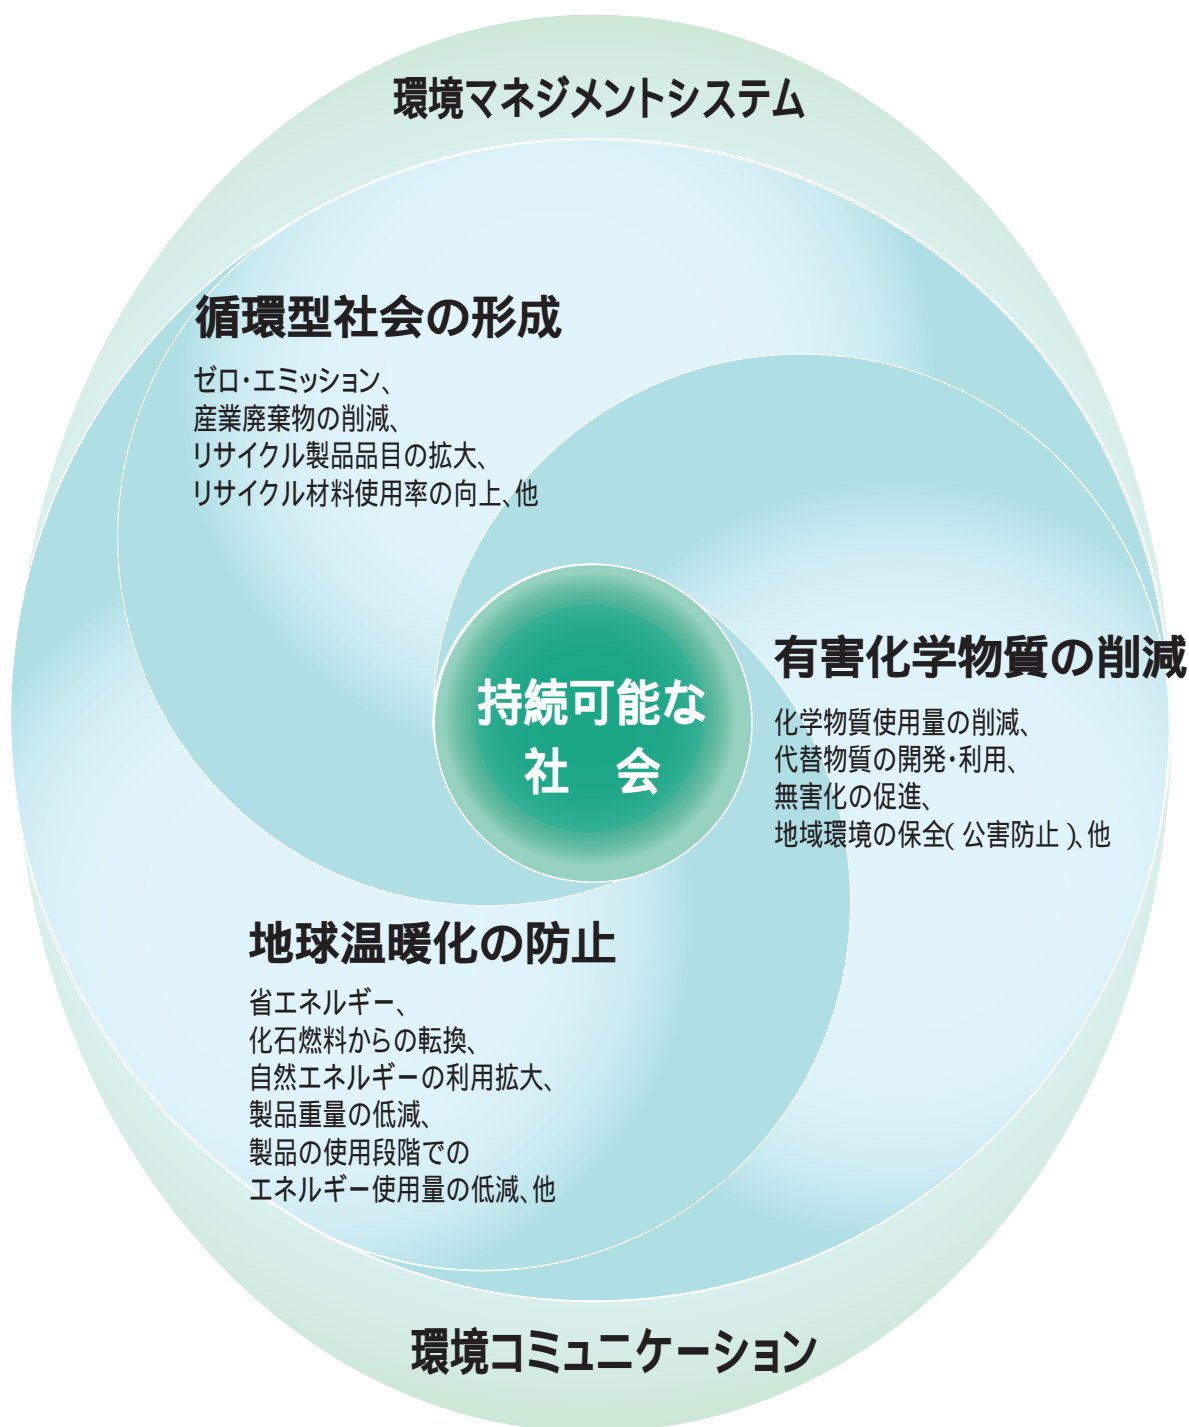 環境マネジメントシステム
循環型社会の形成
ゼロ・エミッション、
産業廃棄物の削減、
リサイクル製品品目の拡大、
リサイクル材料使用率の向上、他
持続可能な
社　会
有害化学物質の削減
化学物質使用量の削減、
代替物質の開発・利用、
無害化の促進、
地域環境の保全( 公害防止 )、他
地球温暖化の防止
省エネルギー、
化石燃料からの転換、
自然エネルギーの利用拡大、
製品重量の低減、
製品の使用段階での
エネルギー使用量の低減、他
環境コミュニケーション